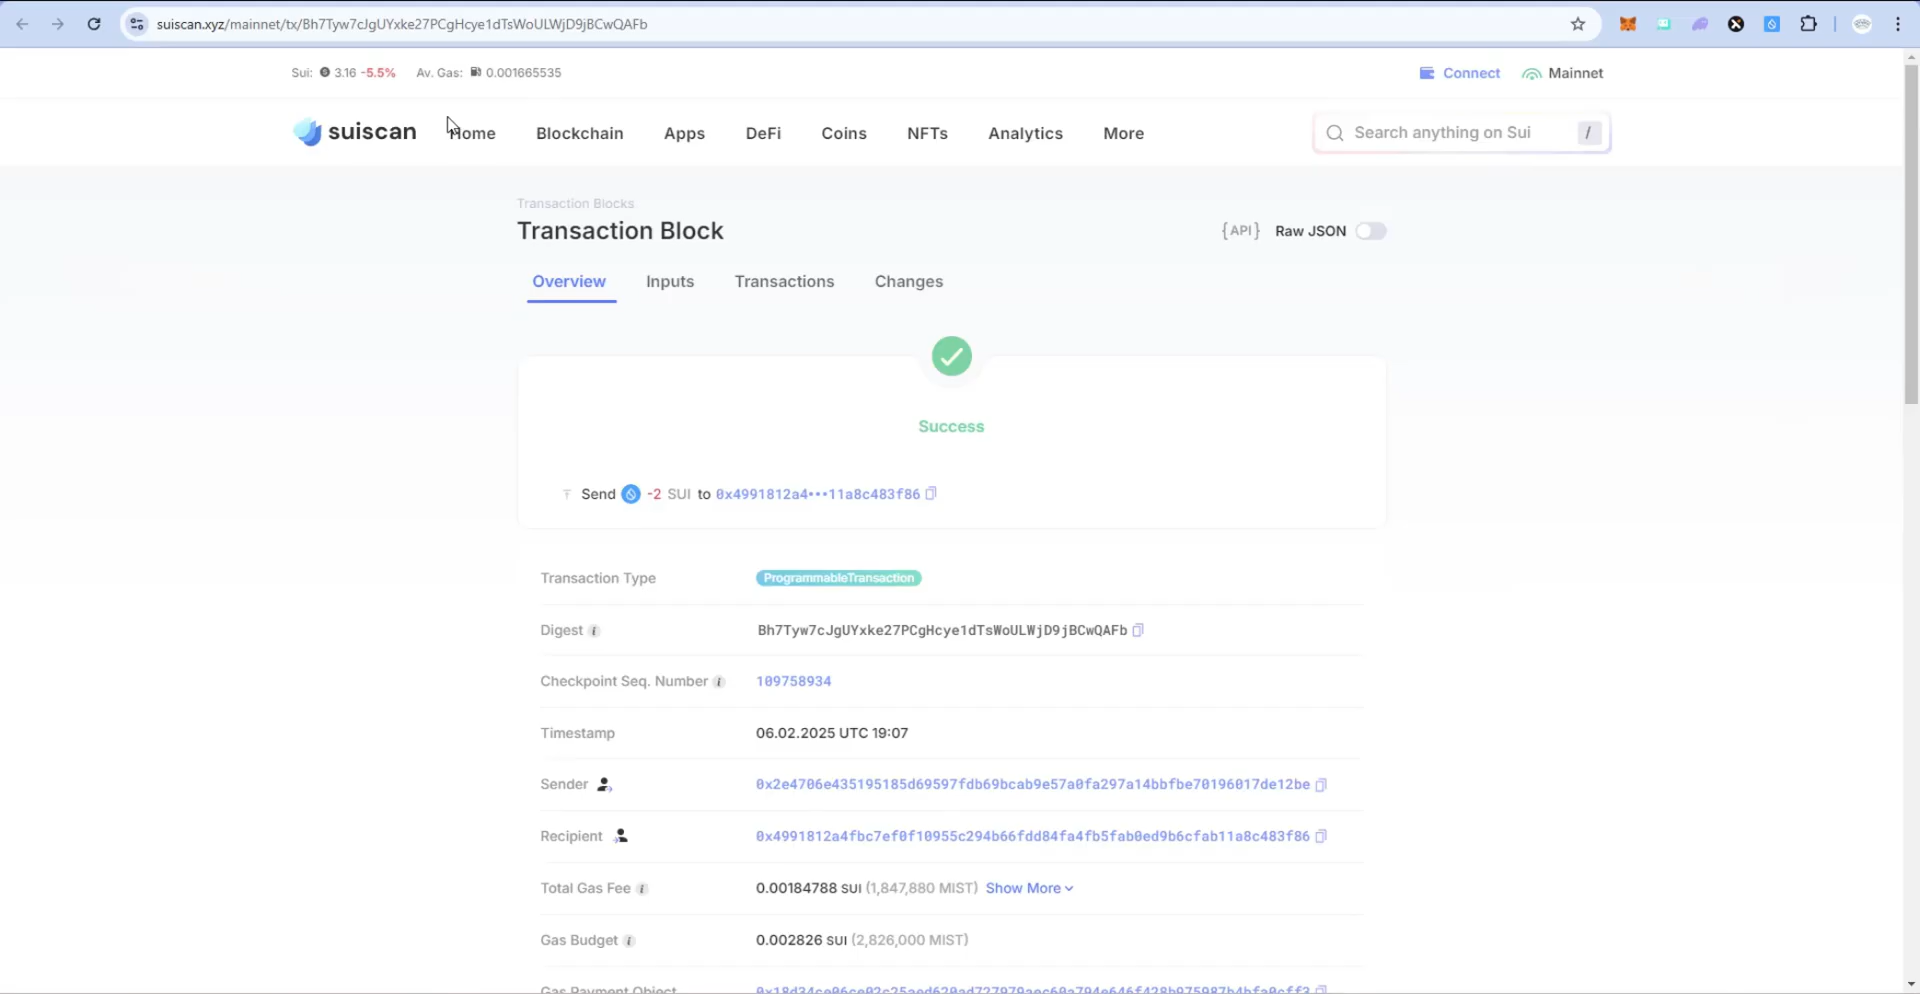 suiscan.xyz/mainnet/tx/Bh7Tyw7cJgUYxke27PCgHcye1dTsWoULWjD9jBCwQAFb
Sui: 3.16 -5.5% Av. Gas: 0.001665535 Connect Mainnet
suiscan Home Blockchain Apps DeFi Coins NFTs Analytics More Search anything on Sui /
Transaction Blocks
Transaction Block {API} Raw JSON
Overview Inputs Transactions Changes
Success
Send -2 SUI to 0x4991812a4•••11a8c483f86
Transaction Type ProgrammableTransaction
Digest i Bh7Tyw7cJgUYxke27PCgHcye1dTsWoULWjD9jBCwQAFb
Checkpoint Seq. Number i 109758934
Timestamp 06.02.2025 UTC 19:07
Sender 0x2e4706e435195185d69597fdb69bcab9e57a0fa297a14bbfbe70196017de12be
Recipient 0x4991812a4fbc7ef0f10955c294b66fdd84fa4fb5fab0ed9b6cfab11a8c483f86
Total Gas Fee i 0.00184788 SUI (1,847,880 MIST) Show More
Gas Budget i 0.002826 SUI (2,826,000 MIST)
Gas Payment Object